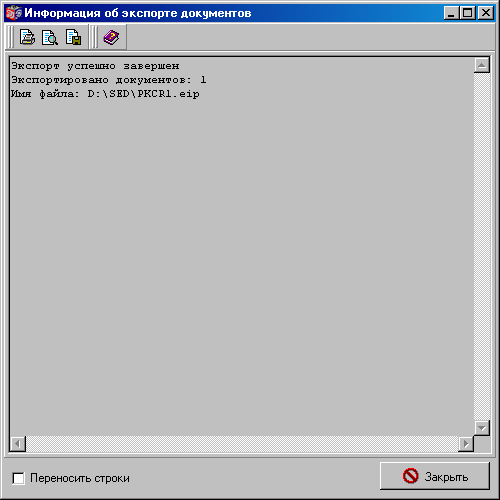 Информация об экспорте документов
Экспорт успешно завершен
Экспортировано документов: 1
Имя файла: D:\SED\PKCR1.eip
Переносить строки
Закрыть